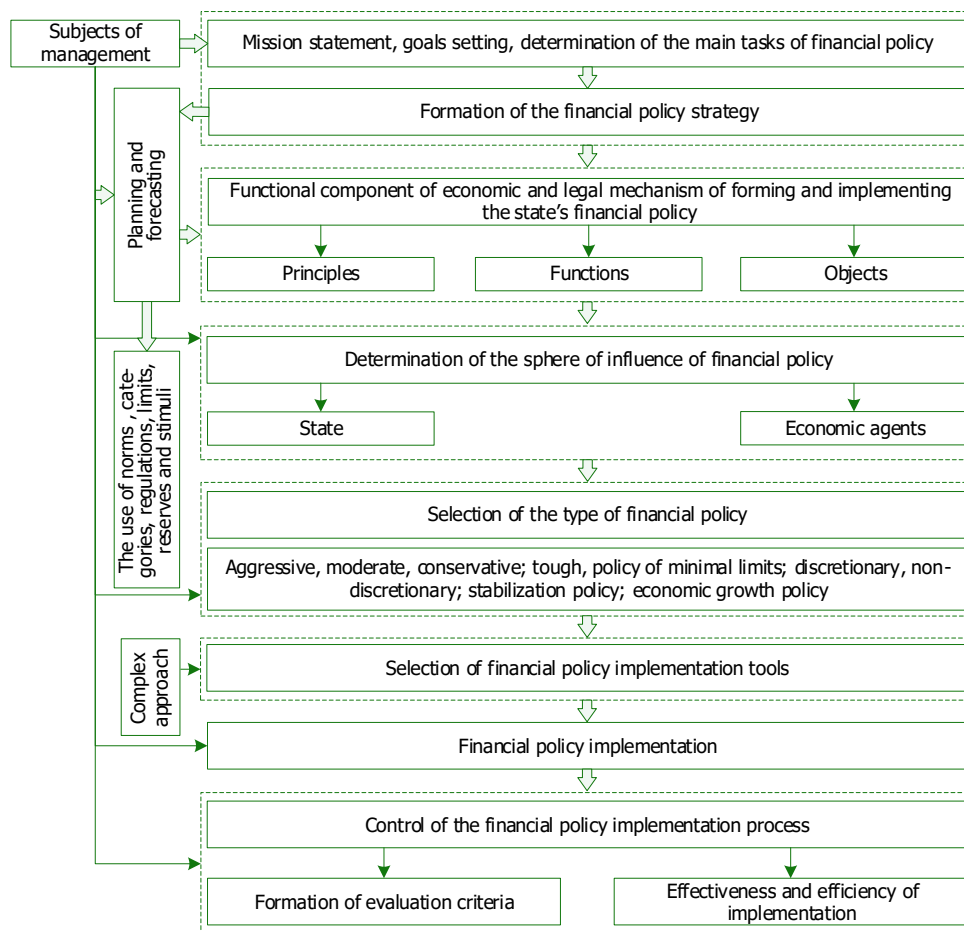 Subjects of
management
Mission statement, goals setting, determination of the main tasks of financial policy
Formation of the financial policy strategy
Planning and
forecasting
Functional component of economic and legal mechanism of forming and implementing
the state’s financial policy
Principles
Functions
Objects
Determination of the sphere of influence of financial policy
State
Economic agents
The use of norms , cate-
gories, regulations, limits,
reserves and stimuli
Selection of the type of financial policy
Aggressive, moderate, conservative; tough, policy of minimal limits; discretionary, non-
discretionary; stabilization policy; economic growth policy
Complex
approach
Selection of financial policy implementation tools
Financial policy implementation
Control of the financial policy implementation process
Formation of evaluation criteria
Effectiveness and efficiency of
implementation